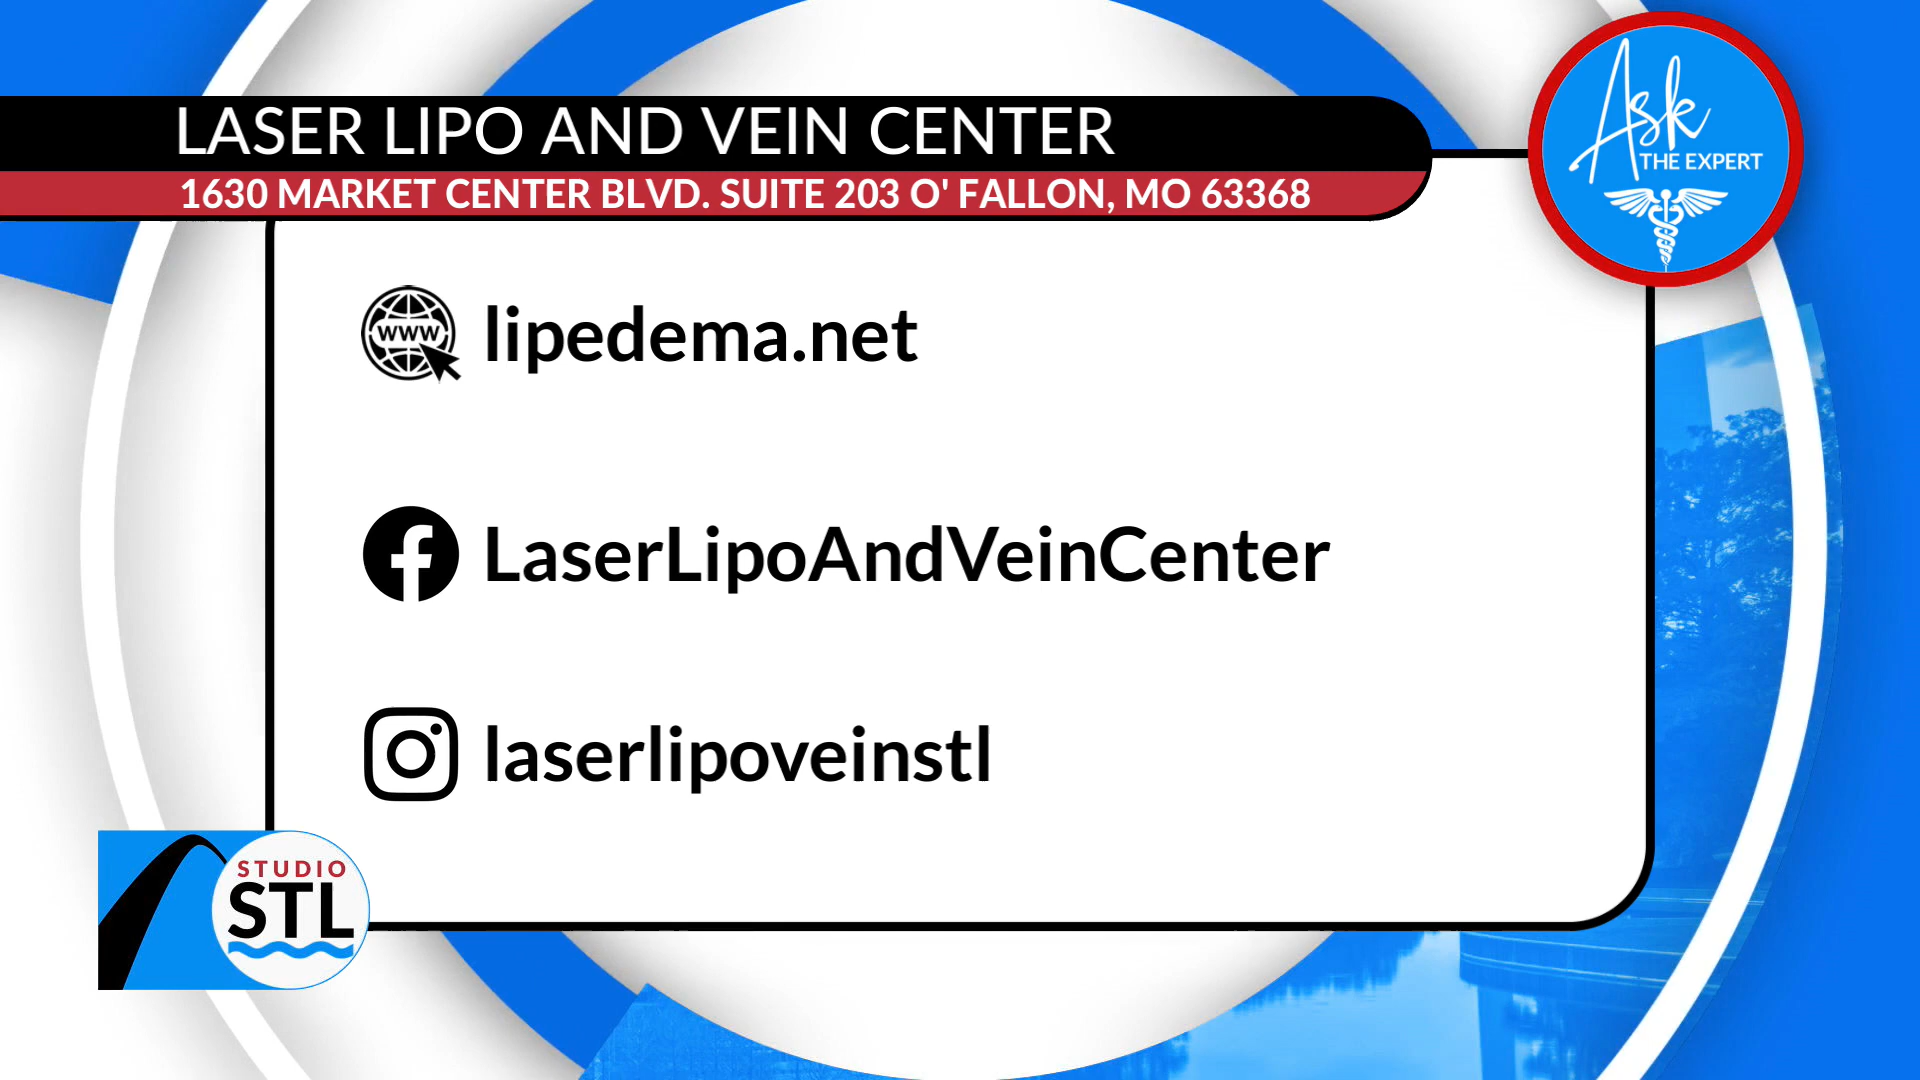 LASER LIPO AND VEIN CENTER
1630 MARKET CENTER BLVD. SUITE 203 O' FALLON, MO 63368
Ask
THE EXPERT
www
lipedema.net
LaserLipoAndVeinCenter
laserlipoveinstl
STUDIO
STL